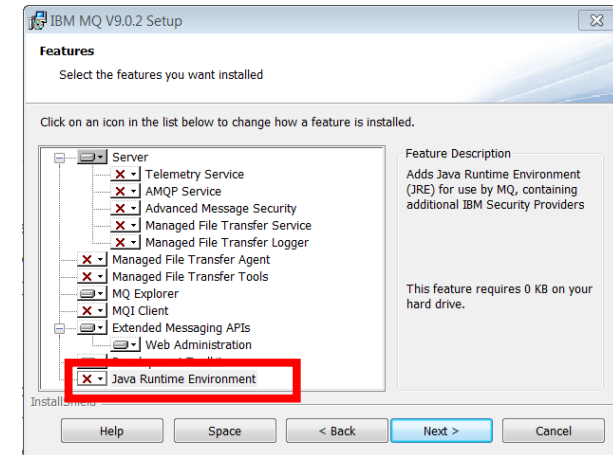 IBM MQ V9.0.2 Setup
Features
Select the features you want installed
Click on an icon in the list below to change how a feature is installed.
Server
Telemetry Service
AMQP Service
Advanced Message Security
Managed File Transfer Service
Managed File Transfer Logger
Managed File Transfer Agent
Managed File Transfer Tools
MQ Explorer
MQI Client
Extended Messaging APIs
Web Administration
Java Runtime Environment
Feature Description
Adds Java Runtime Environment
(JRE) for use by MQ, containing
additional IBM Security Providers
This feature requires 0 KB on your
hard drive.
InstallShield
Help
Space
< Back
Next >
Cancel